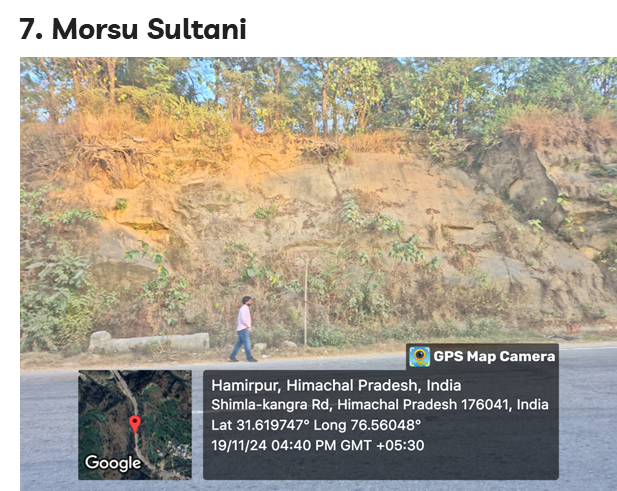 7. Morsu Sultani
GPS Map Camera
Hamirpur, Himachal Pradesh, India
Shimla-kangra Rd, Himachal Pradesh 176041, India
Lat 31.619747° Long 76.56048°
19/11/24 04:40 PM GMT +05:30
Google